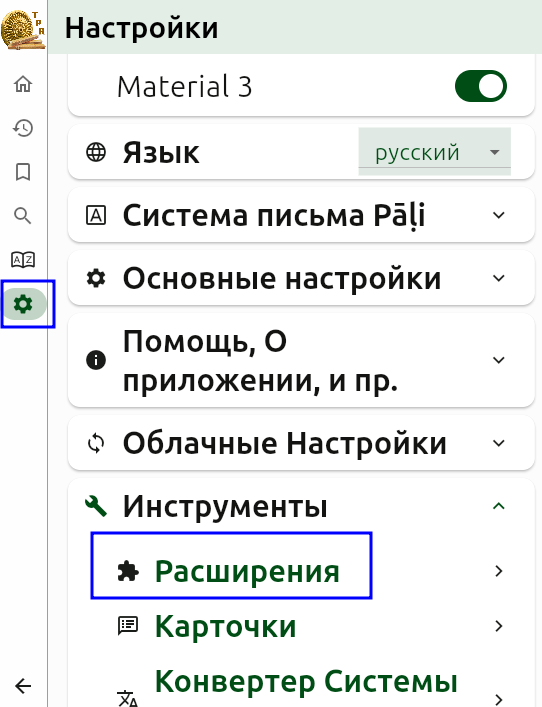 TPR
Настройки
Material 3
Язык
русский
Система письма Pāḷi
Основные настройки
Помощь, О
приложении, и пр.
Облачные Настройки
Инструменты
Расширения
Карточки
Конвертер Системы